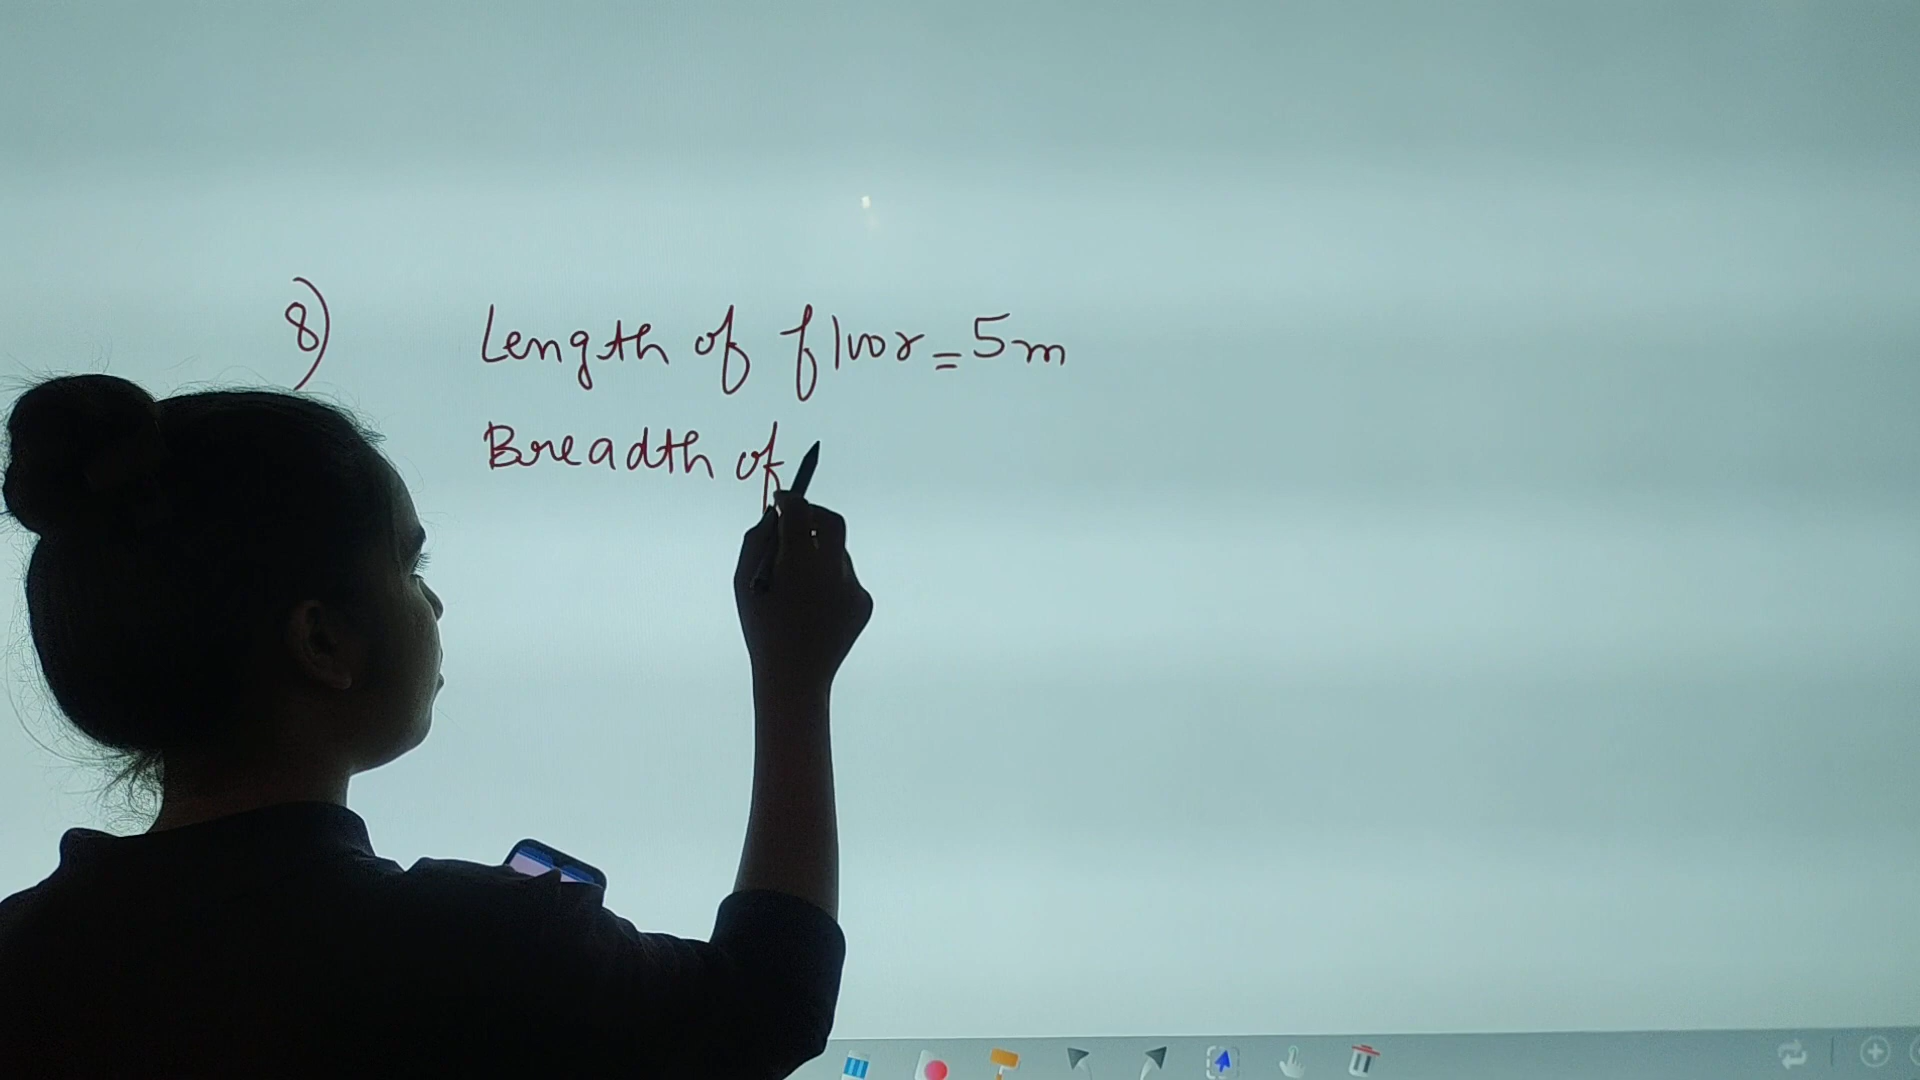 8) Length of floor = 5m
Breadth of